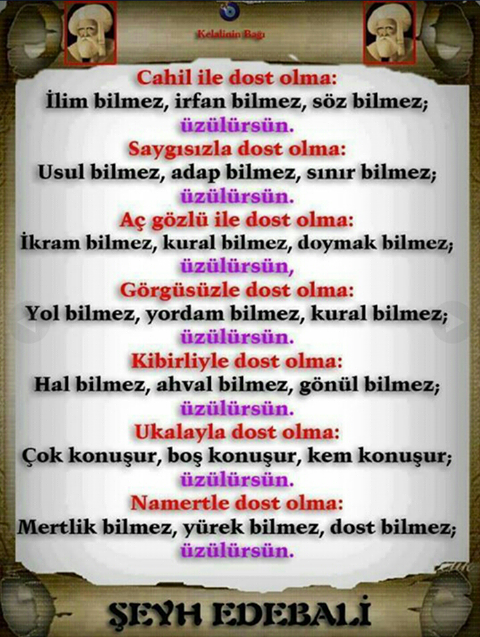 Kelalinin Bağı
Cahil ile dost olma:
İlim bilmez, irfan bilmez, söz bilmez;
üzülürsün.
Saygısızla dost olma:
Usul bilmez, adap bilmez, sınır bilmez;
üzülürsün.
Aç gözlü ile dost olma:
İkram bilmez, kural bilmez, doymak bilmez;
üzülürsün,
Görgüsüzle dost olma:
Yol bilmez, yordam bilmez, kural bilmez;
üzülürsün.
Kibirliyle dost olma:
Hal bilmez, ahval bilmez, gönül bilmez;
üzülürsün.
Ukalayla dost olma:
Çok konuşur, boş konuşur, kem konuşur;
üzülürsün.
Namertle dost olma:
Mertlik bilmez, yürek bilmez, dost bilmez;
üzülürsün.
ŞEYH EDEBALİ